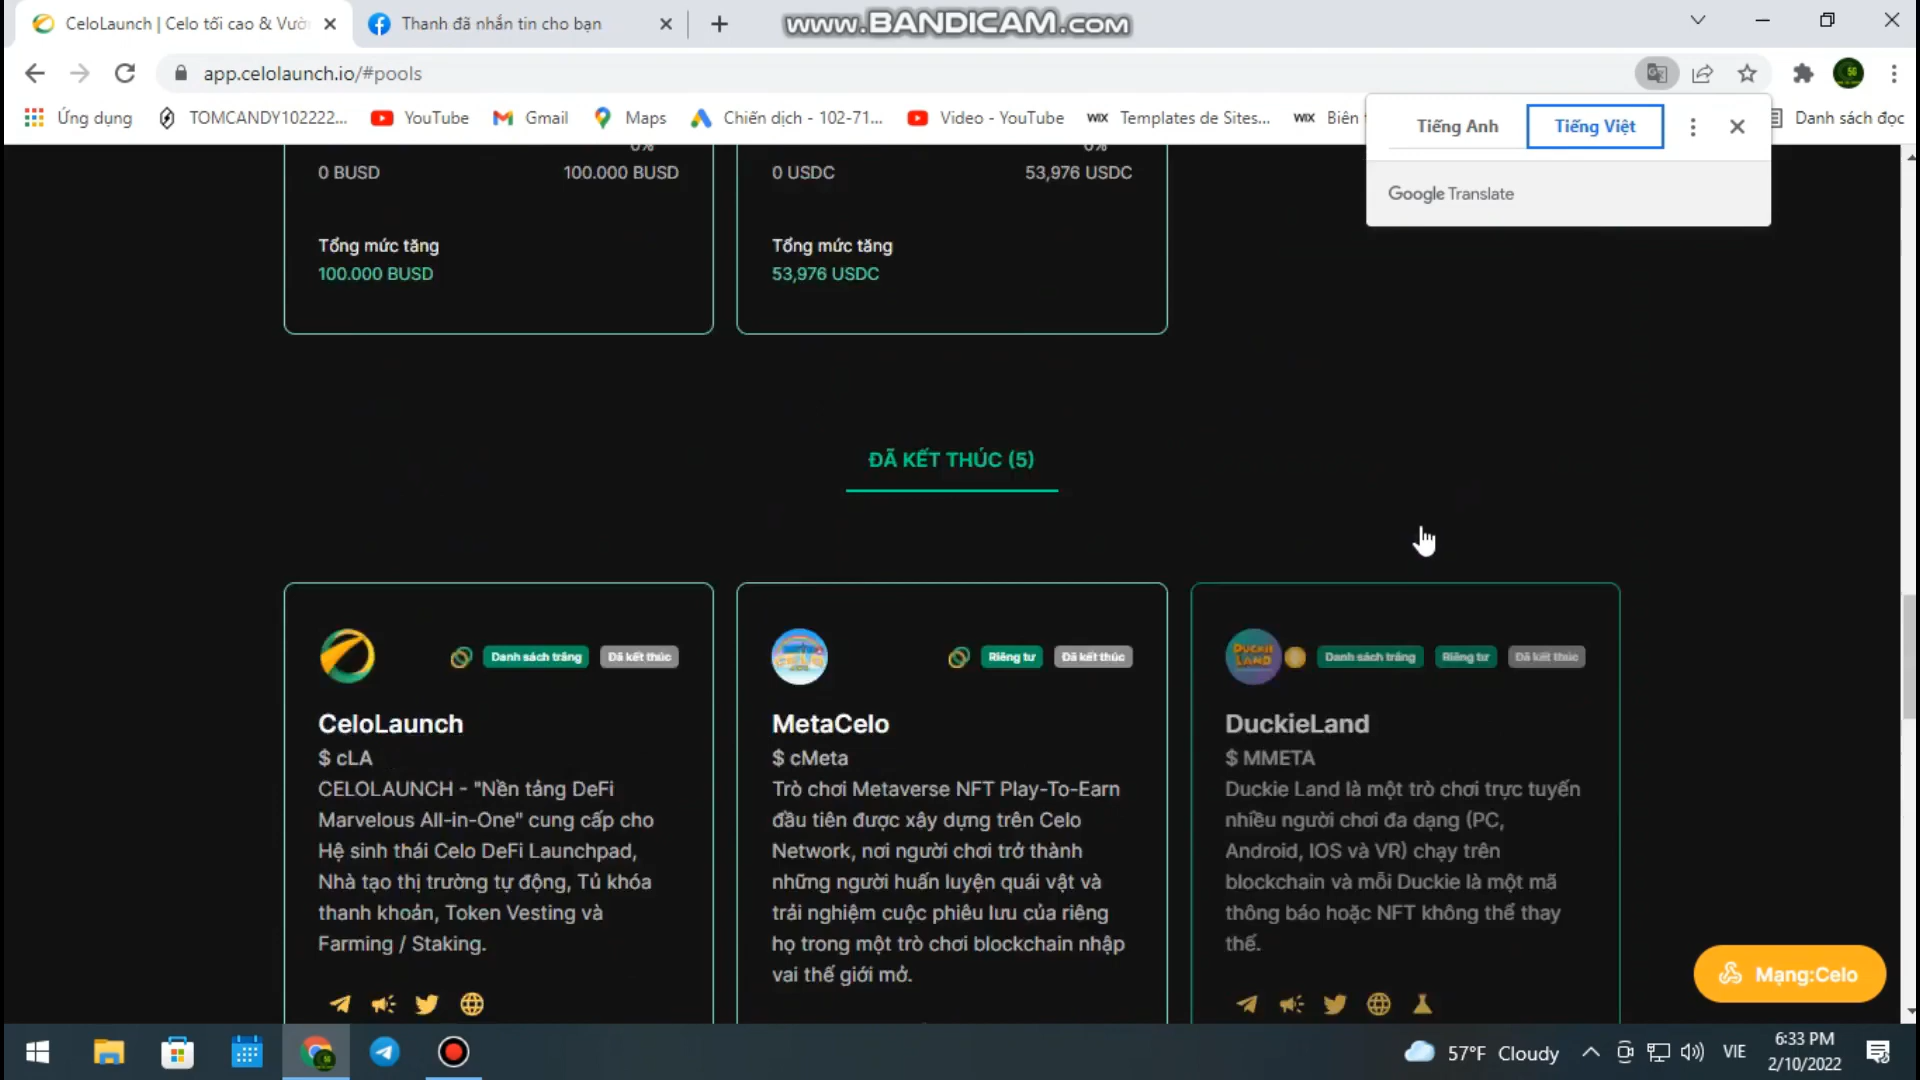 CeloLaunch | Celo tối cao & Vườ
Thanh đã nhắn tin cho bạn
www.BANDICAM.com
app.celolaunch.io/#pools
Ứng dụng
TOMCANDY102222...
YouTube
Gmail
Maps
Chiến dịch - 102-71...
Video - YouTube
WIX Templates de Sites...
WIX Biên
Danh sách đọc
Tiếng Anh
Tiếng Việt
Google Translate
0%
0 BUSD
100.000 BUSD
Tổng mức tăng
100.000 BUSD
0%
0 USDC
53,976 USDC
Tổng mức tăng
53,976 USDC
ĐÃ KẾT THÚC (5)
Danh sách trắng
Đã kết thúc
CeloLaunch
$ cLA
CELOLAUNCH - "Nền tảng DeFi
Marvelous All-in-One" cung cấp cho
Hệ sinh thái Celo DeFi Launchpad,
Nhà tạo thị trường tự động, Tủ khóa
thanh khoản, Token Vesting và
Farming / Staking.
Riêng tư
Đã kết thúc
MetaCelo
$ cMeta
Trò chơi Metaverse NFT Play-To-Earn
đầu tiên được xây dựng trên Celo
Network, nơi người chơi trở thành
những người huấn luyện quái vật và
trải nghiệm cuộc phiêu lưu của riêng
họ trong một trò chơi blockchain nhập
vai thế giới mở.
DUCKIE
LAND
Danh sách trắng
Riêng tư
Đã kết thúc
DuckieLand
$ MMETA
Duckie Land là một trò chơi trực tuyến
nhiều người chơi đa dạng (PC,
Android, IOS và VR) chạy trên
blockchain và mỗi Duckie là một mã
thông báo hoặc NFT không thể thay
thế.
Mạng:Celo
57°F Cloudy
VIE
6:33 PM
2/10/2022